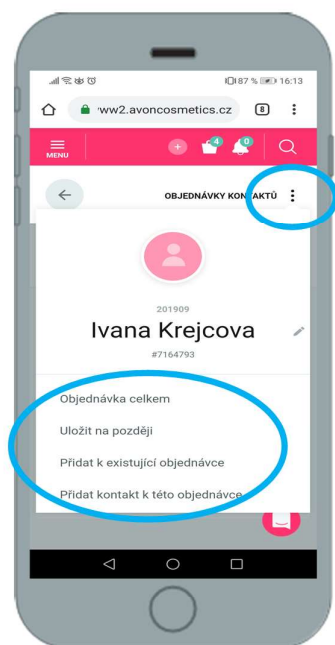 87 % 16:13
ww2.avoncosmetics.cz 8
MENU 4 0
OBJEDNÁVKY KONTAKTŮ
201909
Ivana Krejcova
#7164793
Objednávka celkem
Uložit na později
Přidat k existující objednávce
Přidat kontakt k této objednávce